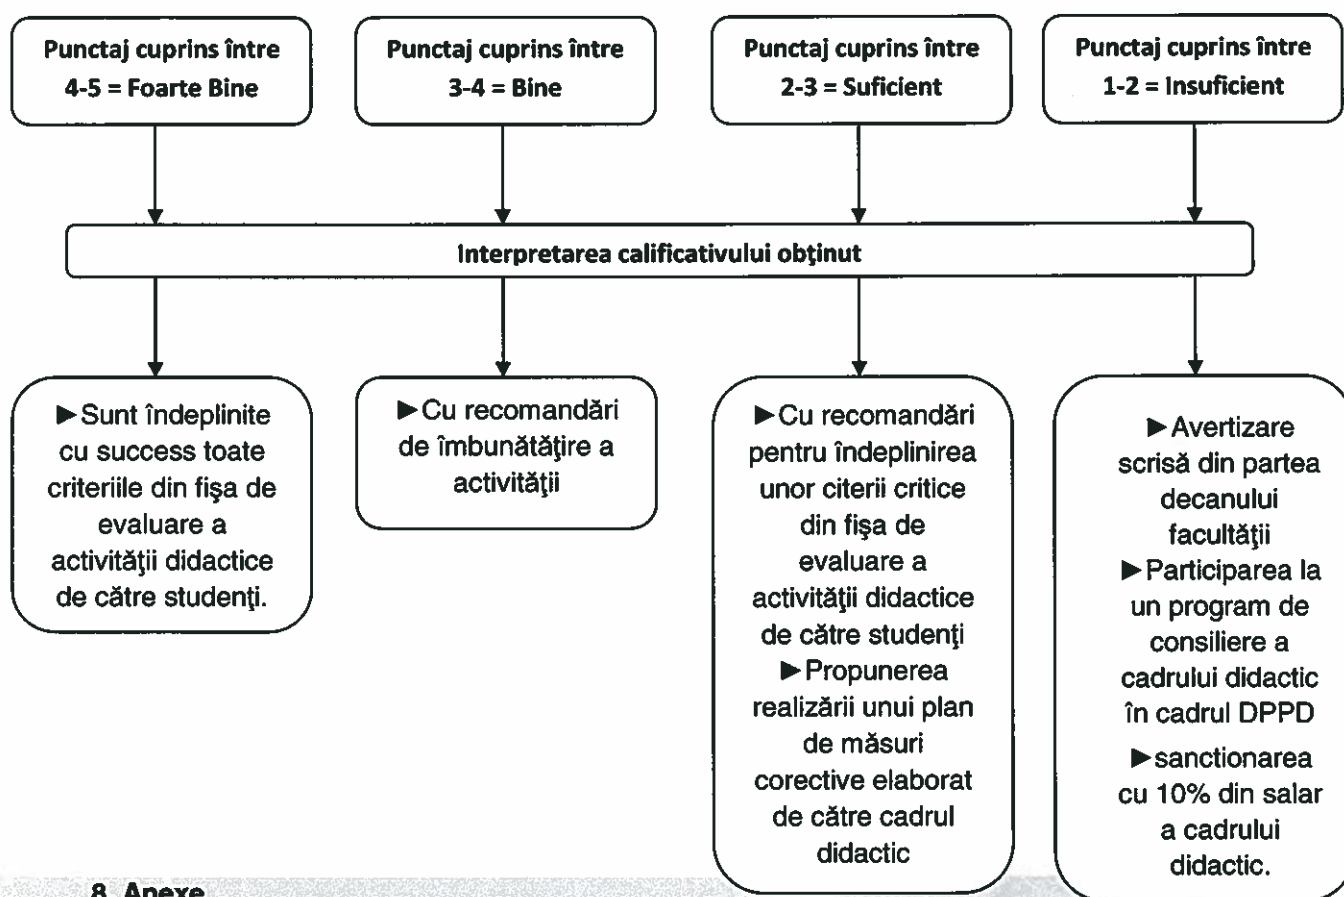 Punctaj cuprins între
4-5 = Foarte Bine
Punctaj cuprins între
3-4 = Bine
Punctaj cuprins între
2-3 = Suficient
Punctaj cuprins între
1-2 = Insuficient
Interpretarea calificativului obţinut
►Sunt îndeplinite
cu success toate
criteriile din fişa de
evaluare a
activităţii didactice
de către studenţi.
►Cu recomandări
de îmbunătăţire a
activităţii
►Cu recomandări
pentru îndeplinirea
unor citerii critice
din fişa de
evaluare a
activităţii didactice
de către studenţi
►Propunerea
realizării unui plan
de măsuri
corective elaborat
de către cadrul
didactic
►Avertizare
scrisă din partea
decanului
facultăţii
►Participarea la
un program de
consiliere a
cadrului didactic
în cadrul DPPD
►sanctionarea
cu 10% din salar
a cadrului
didactic.
8. Anexe